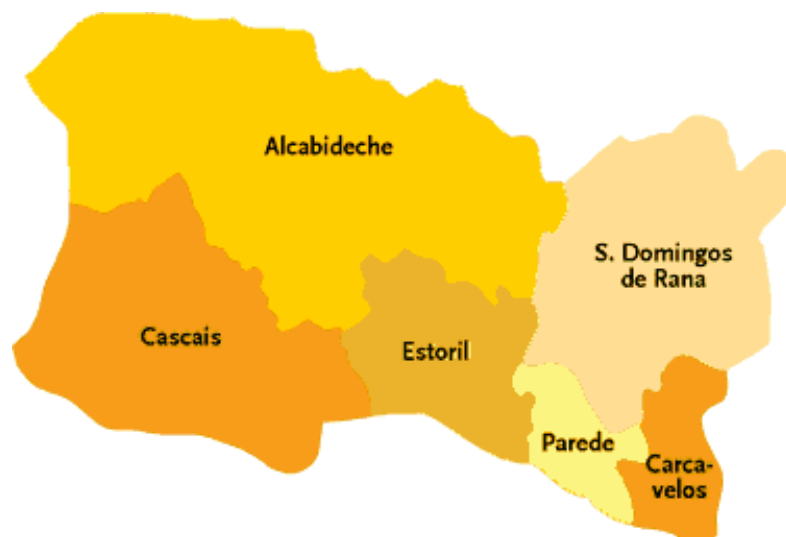 Alcabideche
S. Domingos
de Rana
Cascais
Estoril
Parede
Carca-
velos